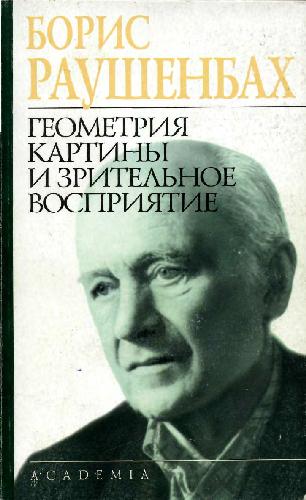 БОРИС
РАУШЕНБАХ
ГЕОМЕТРИЯ
КАРТИНЫ
И ЗРИТЕЛЬНОЕ
ВОСПРИЯТИЕ
ACADEMIA